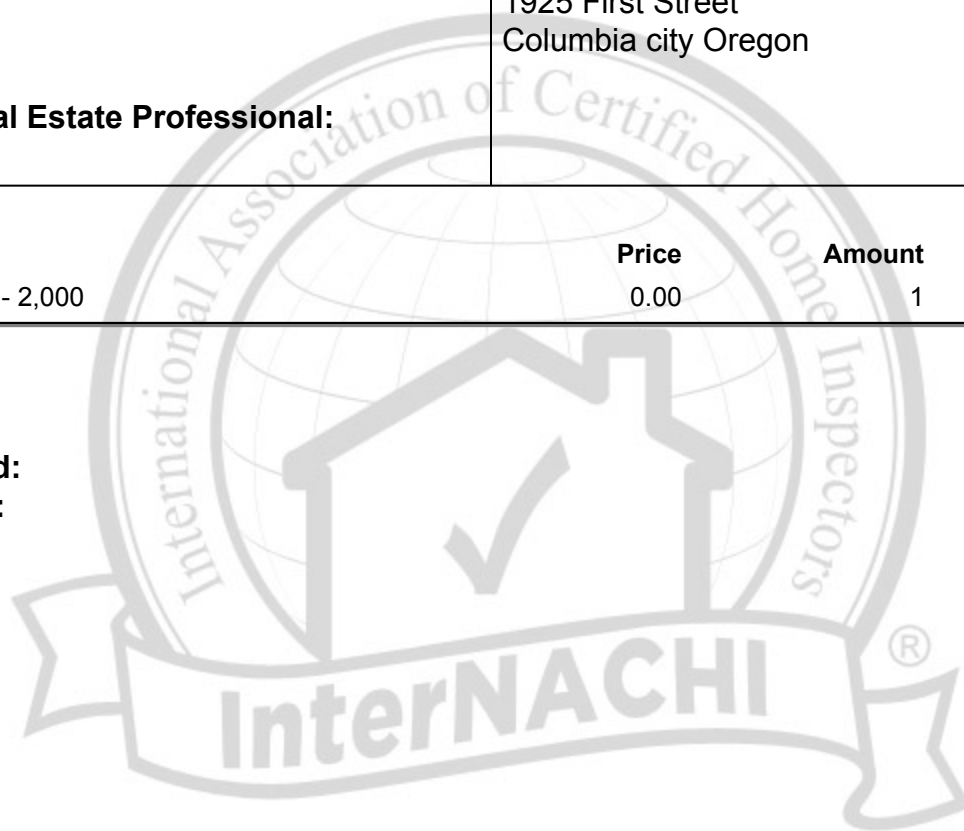 1925 First Street
Columbia city Oregon
al Estate Professional:
Price Amount
- 2,000 0.00 1
d:
:
International Association of Certified Home Inspectors
InterNACHI ®